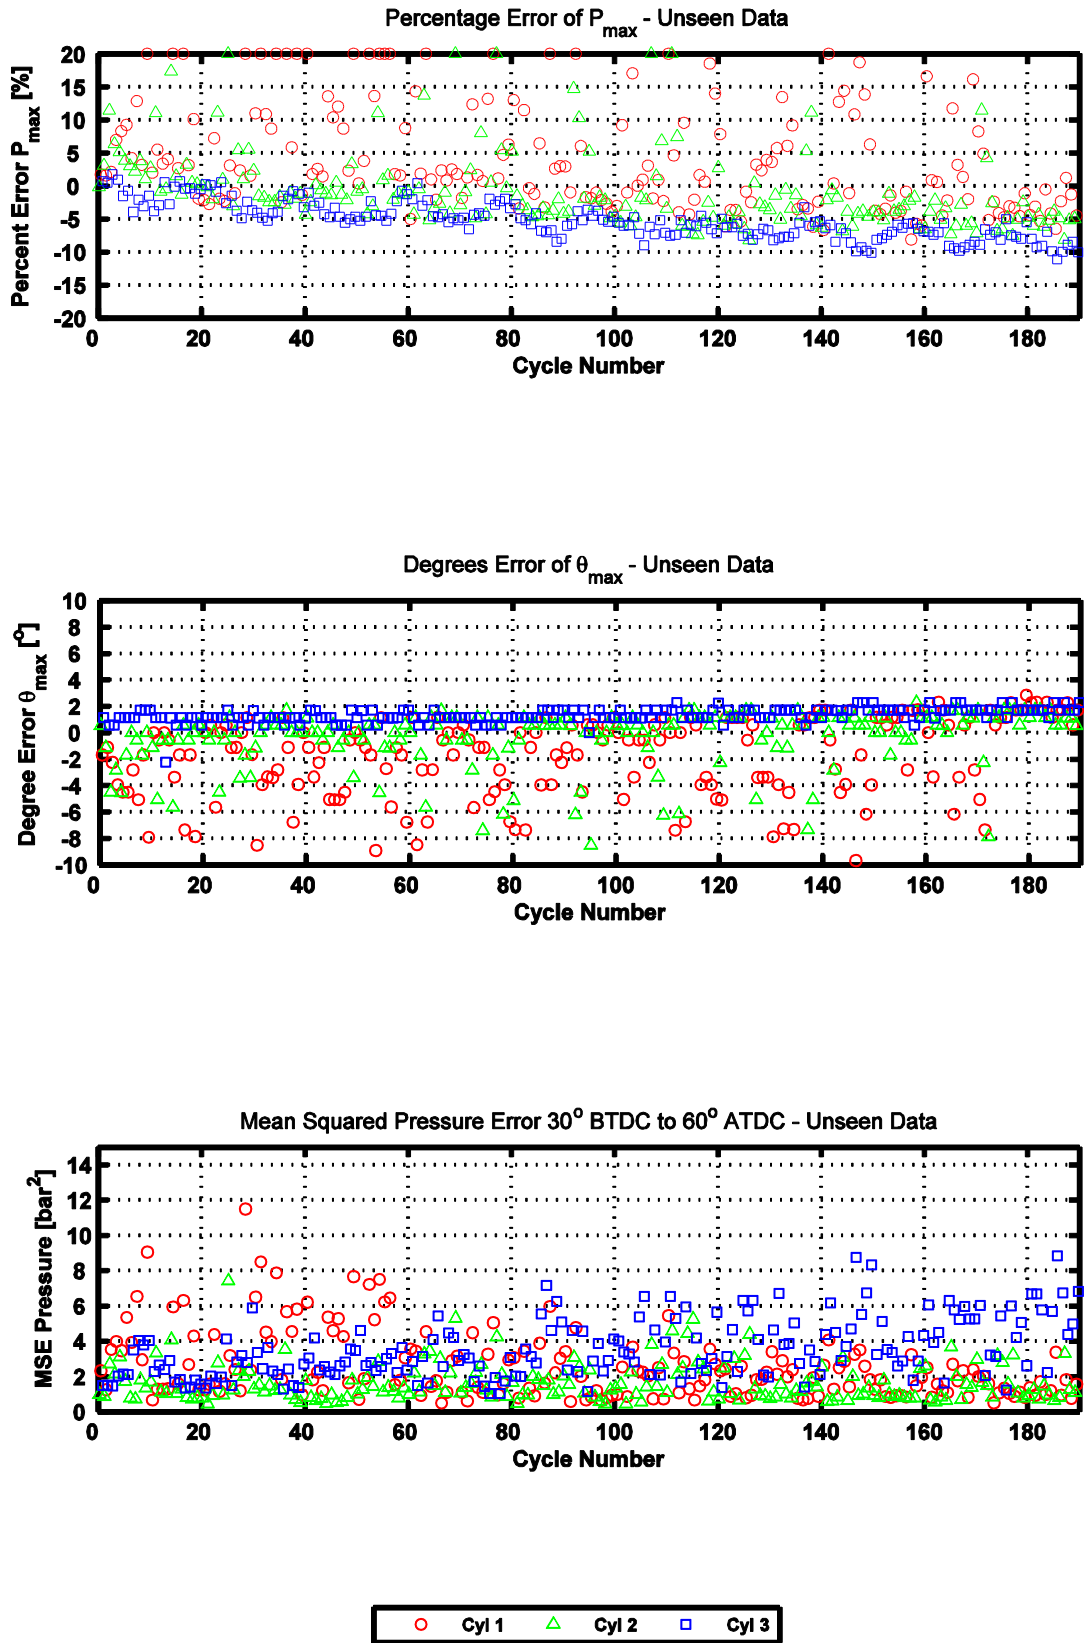 Percentage Error of Pmax - Unseen Data
Percent Error Pmax [%]
20
15
10
5
0
-5
-10
-15
-20
0 20 40 60 80 100 120 140 160 180
Cycle Number
Degrees Error of θmax - Unseen Data
Degree Error θmax [º]
10
8
6
4
2
0
-2
-4
-6
-8
-10
0 20 40 60 80 100 120 140 160 180
Cycle Number
Mean Squared Pressure Error 30º BTDC to 60º ATDC - Unseen Data
MSE Pressure [bar²]
14
12
10
8
6
4
2
0
0 20 40 60 80 100 120 140 160 180
Cycle Number
Cyl 1 Cyl 2 Cyl 3